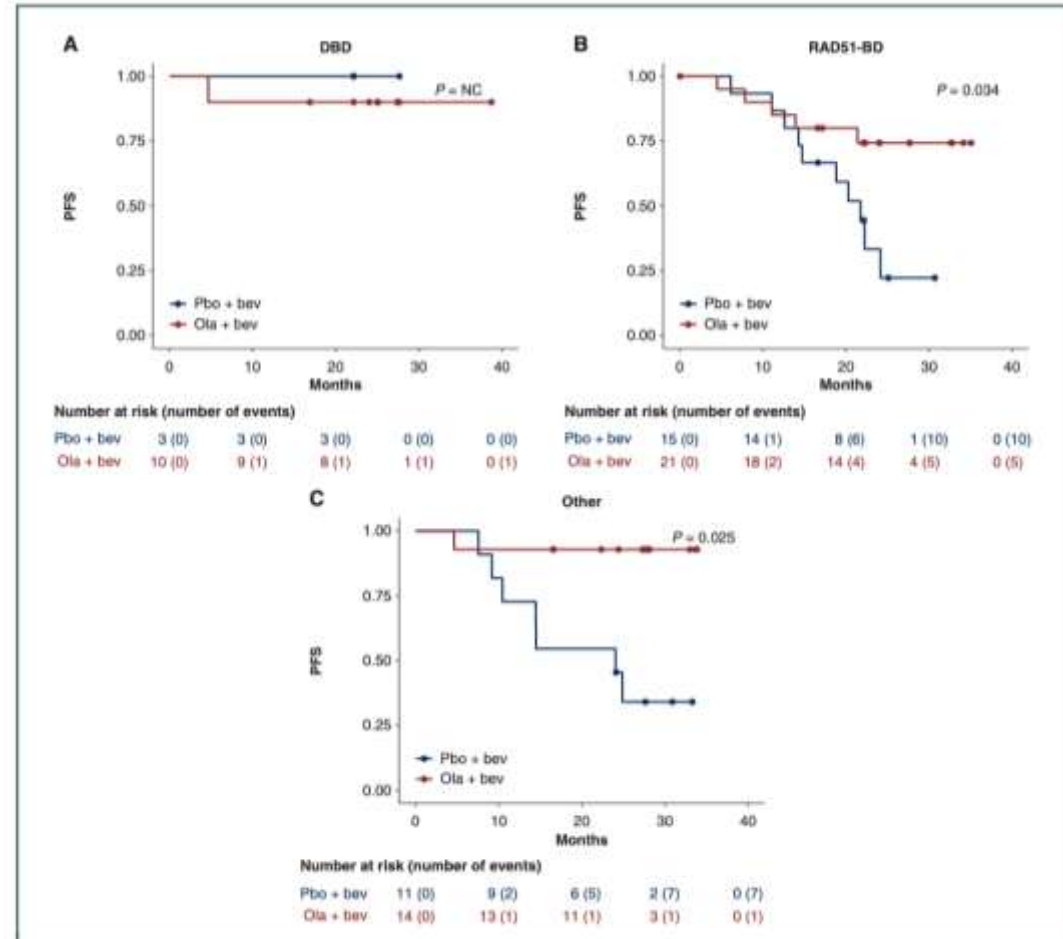 A
DBD
1.00
0.75
0.50
0.25
0.00
PFS
P = NC
Pbo + bev
Ola + bev
0 10 20 30 40
Months
Number at risk (number of events)
Pbo + bev 3 (0) 3 (0) 3 (0) 0 (0) 0 (0)
Ola + bev 10 (0) 9 (1) 8 (1) 1 (1) 0 (1)
B
RAD51-BD
1.00
0.75
0.50
0.25
0.00
PFS
P = 0.034
Pbo + bev
Ola + bev
0 10 20 30 40
Months
Number at risk (number of events)
Pbo + bev 15 (0) 14 (1) 8 (6) 1 (10) 0 (10)
Ola + bev 21 (0) 18 (2) 14 (4) 4 (5) 0 (5)
C
Other
1.00
0.75
0.50
0.25
0.00
PFS
P = 0.025
Pbo + bev
Ola + bev
0 10 20 30 40
Months
Number at risk (number of events)
Pbo + bev 11 (0) 9 (2) 6 (5) 2 (7) 0 (7)
Ola + bev 14 (0) 13 (1) 11 (1) 3 (1) 0 (1)